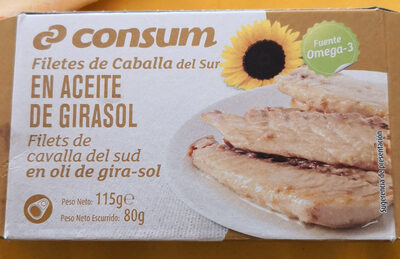 consum
Filetes de Caballa del Sur
EN ACEITE
DE GIRASOL
Filets de
cavalla del sud
en oli de gira-sol
Fuente
Omega-3
Peso Neto: 115g℮
Peso Neto Escurrido: 80g
Sugerencia de presentación